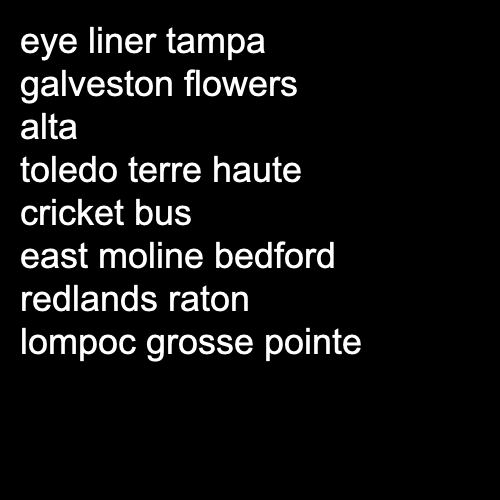 eye liner tampa
galveston flowers
alta
toledo terre haute
cricket bus
east moline bedford
redlands raton
lompoc grosse pointe